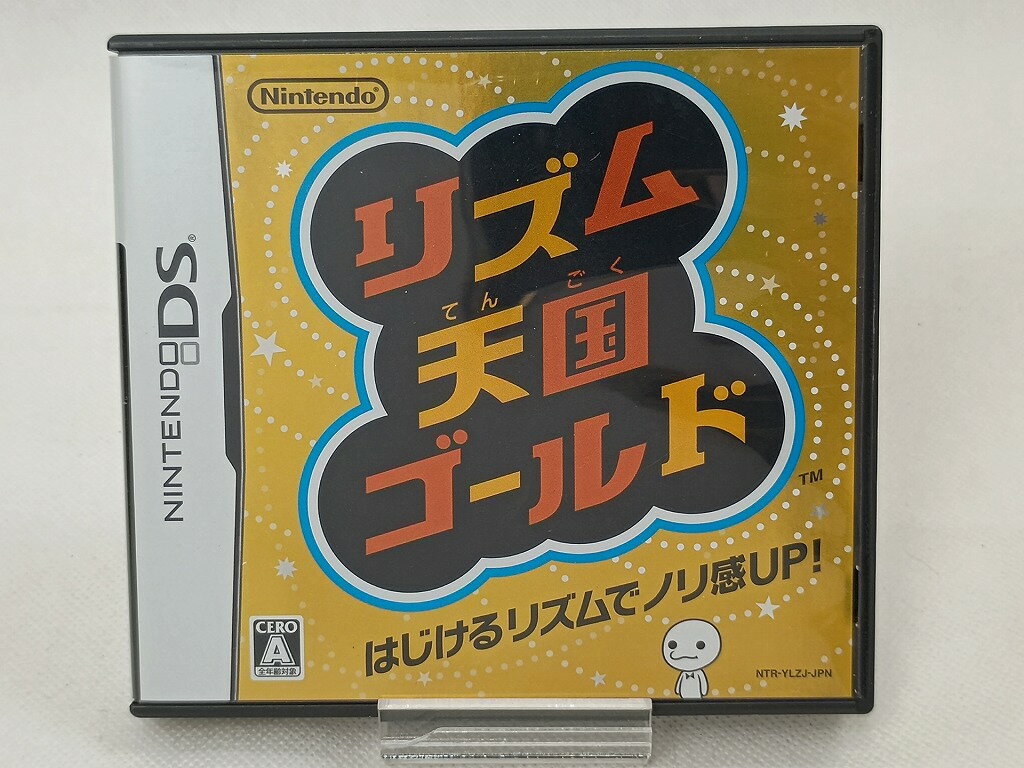 Nintendo®
NINTENDO DS®
リズム
てんごく
天国
ゴールド
TM
はじけるリズムでノリ感UP!
CERO
A
全年齢対象
NTR-YLZJ-JPN